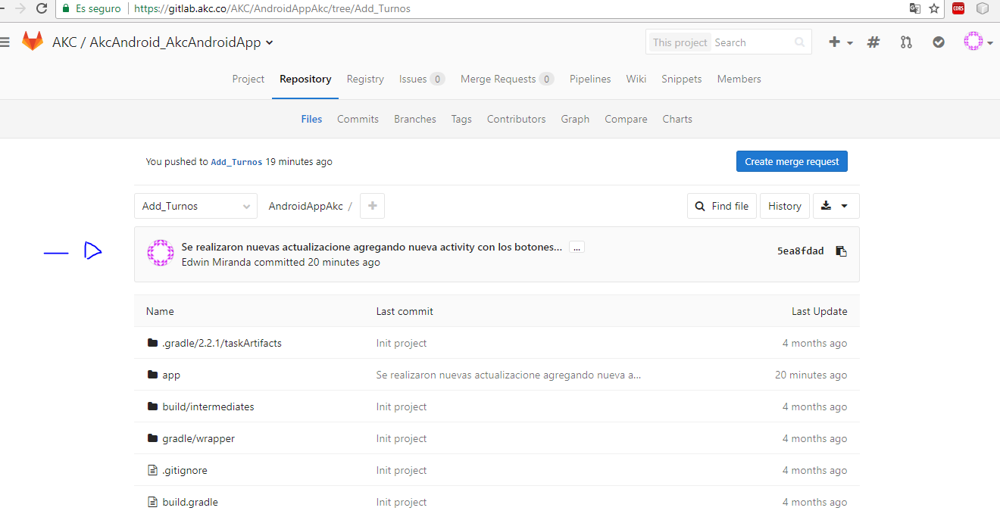 Es seguro https://gitlab.akc.co/AKC/AndroidAppAkc/tree/Add_Turnos
CORS
AKC / AkcAndroid_AkcAndroidApp
This project Search
Project Repository Registry Issues 0 Merge Requests 0 Pipelines Wiki Snippets Members
Files Commits Branches Tags Contributors Graph Compare Charts
You pushed to Add_Turnos 19 minutes ago
Create merge request
Add_Turnos
AndroidAppAkc / +
Find file
History
Se realizaron nuevas actualizacione agregando nueva activity con los botones... ...
Edwin Miranda committed 20 minutes ago
5ea8fdad
Name Last commit Last Update
.gradle/2.2.1/taskArtifacts Init project 4 months ago
app Se realizaron nuevas actualizacione agregando nueva a... 20 minutes ago
build/intermediates Init project 4 months ago
gradle/wrapper Init project 4 months ago
.gitignore Init project 4 months ago
build.gradle Init project 4 months ago